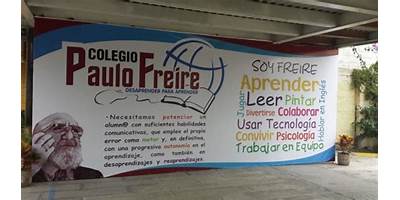 COLEGIO
Paulo Freire
DESAPRENDER PARA APRENDER
• Necesitamos potenciar un
alumn@ con suficientes habilidades
comunicativas, que emplee el propio
error como motor y, en definitiva,
con una progresiva autonomía en el
aprendizaje, como también en
desaprendizajes y reaprendizajes.
SOY FREIRE
Aprender
Jugar
Leer Pintar
Divertirse Colaborar
Usar Tecnología
Convivir Psicología
Trabajar en Equipo
Hablar en Inglés